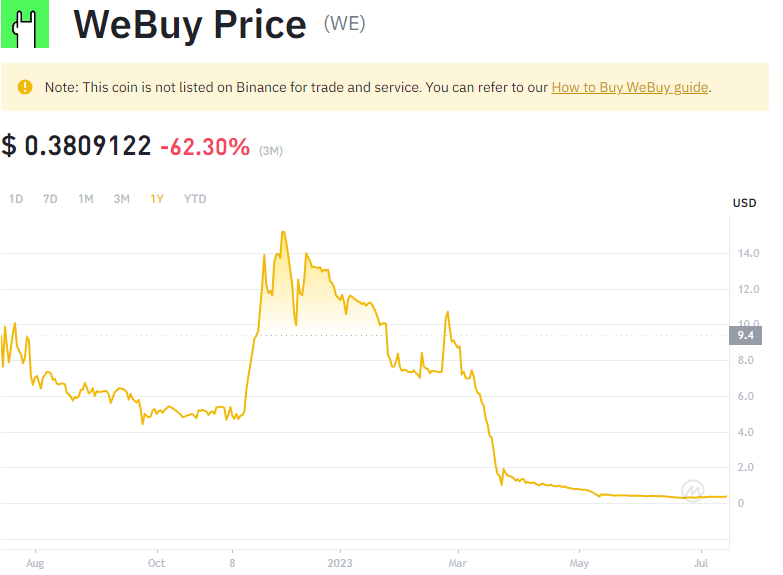 WeBuy Price (WE)
Note: This coin is not listed on Binance for trade and service. You can refer to our How to Buy WeBuy guide.
$ 0.3809122 -62.30% (3M)
1D 7D 1M 3M 1Y YTD
USD
14.0
12.0
10.0
9.4
8.0
6.0
4.0
2.0
0
Aug Oct 8 2023 Mar May Jul